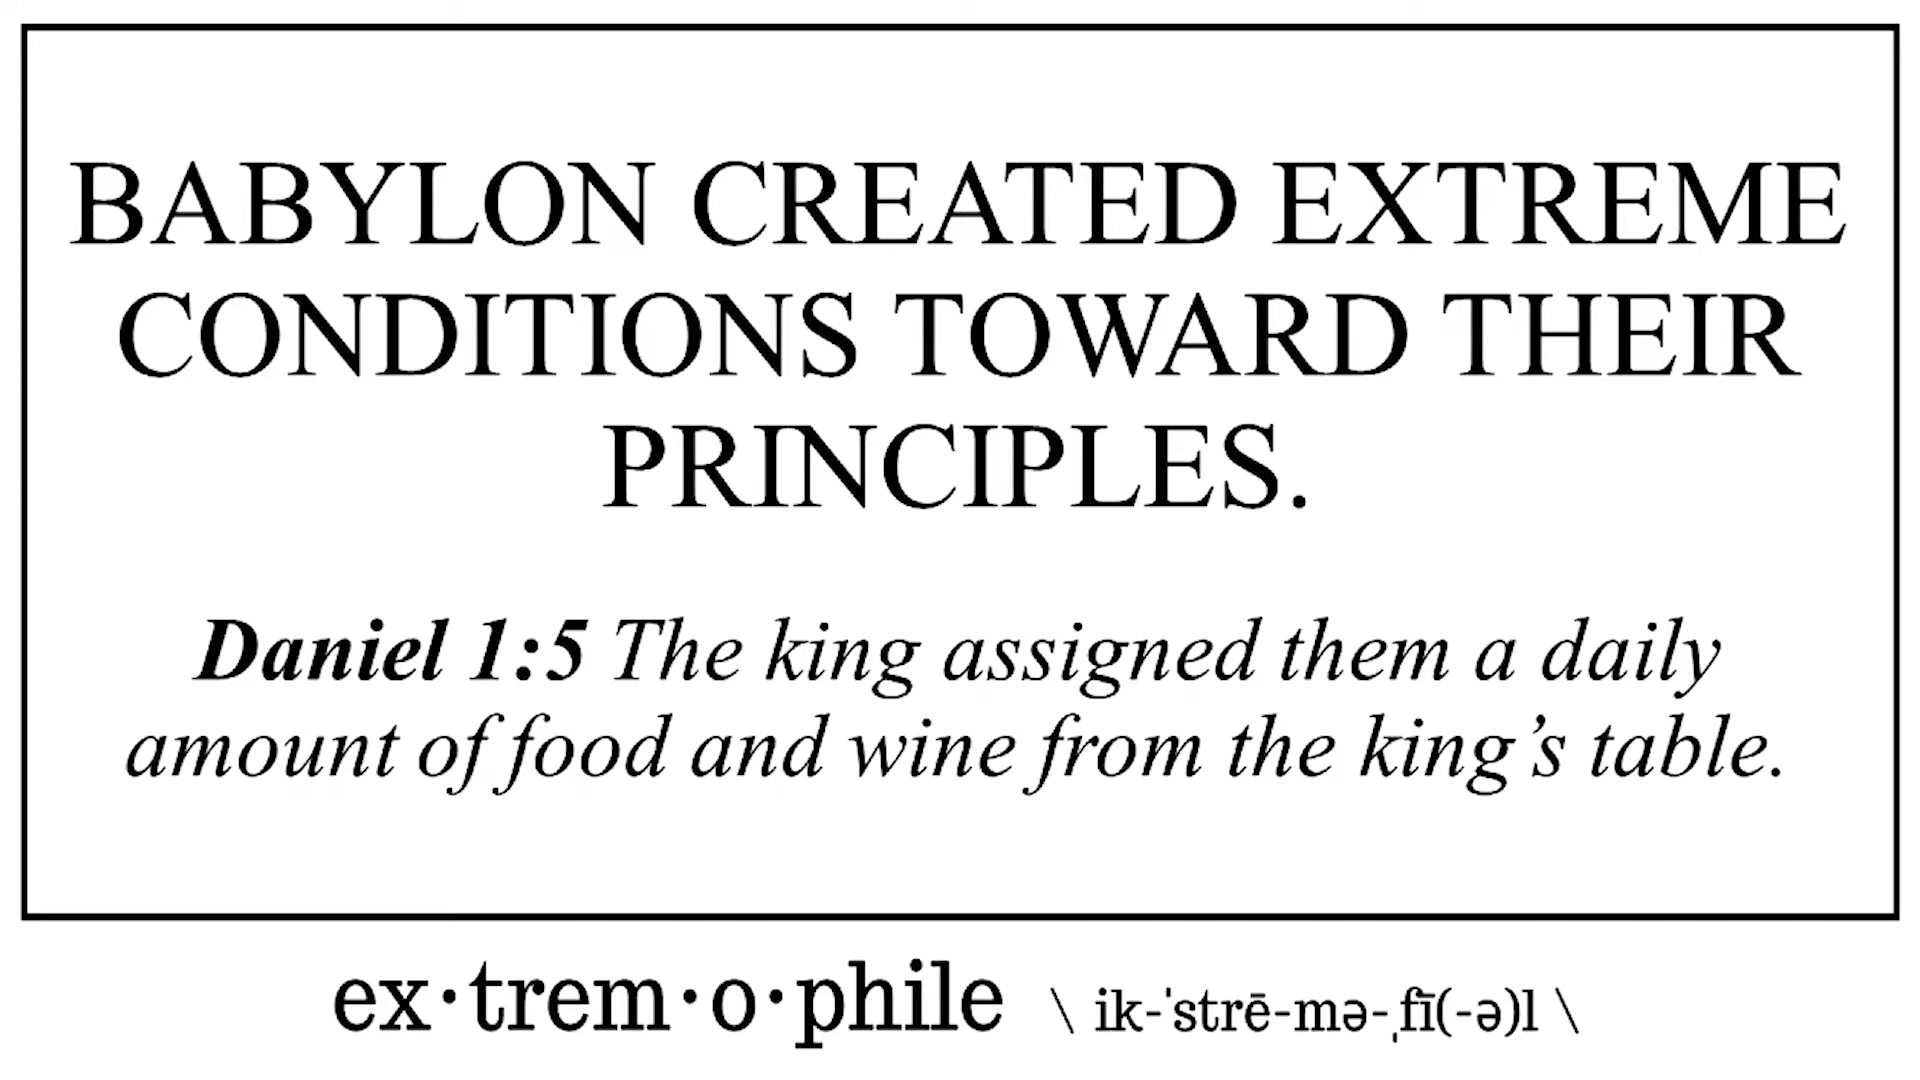 BABYLON CREATED EXTREME
CONDITIONS TOWARD THEIR
PRINCIPLES.
Daniel 1:5 The king assigned them a daily
amount of food and wine from the king’s table.
ex·trem·o·phile \ ik-ˈstrē-mə-ˌfī(-ə)l \